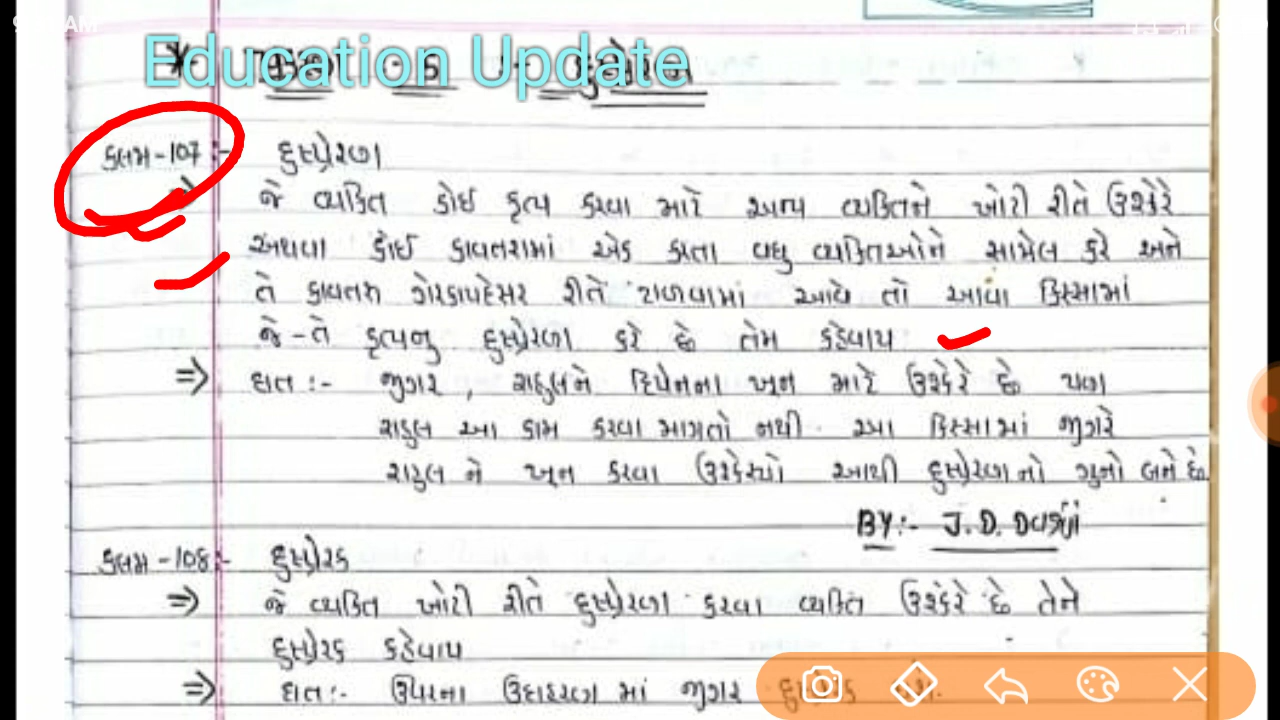 Education Update
કલમ-107 :- દુષ્પ્રેરણા
⇒ જે વ્યકિત કોઈ કૃત્ય કરવા માટે અન્ય વ્યકિતને ખોટી રીતે ઉશ્કેરે
અથવા કોઈ કાવતરામાં એક કરતા વધુ વ્યકિતઓને સામેલ કરે અને
તે કાવતરુ ગેરકાયદેસર રીતે ટાળવામાં આવે તો આવા કિસ્સામાં
જે-તે કૃત્યનુ દુષ્પ્રેરણા કરે છે તેમ કહેવાય
⇒ દાત :- જીગર , રાહુલને વિપેનના ખૂન માટે ઉશ્કેરે છે પણ
રાહુલ આ કામ કરવા માગતો નથી. આ કિસ્સામાં જીગરે
રાહુલ ને ખૂન કરવા ઉશ્કેર્યો આથી દુષ્પ્રેરણાનો ગુનો બને છે.
BY :- J. D.
કલમ -108 :- દુષ્પ્રેરક
⇒ જે વ્યકિત ખોટી રીતે દુષ્પ્રેરણા કરવા વ્યકિત ઉશ્કેરે છે તેને
દુષ્પ્રેરક કહેવાય
⇒ દાત :- ઉપરના ઉદાહરણ માં જીગર